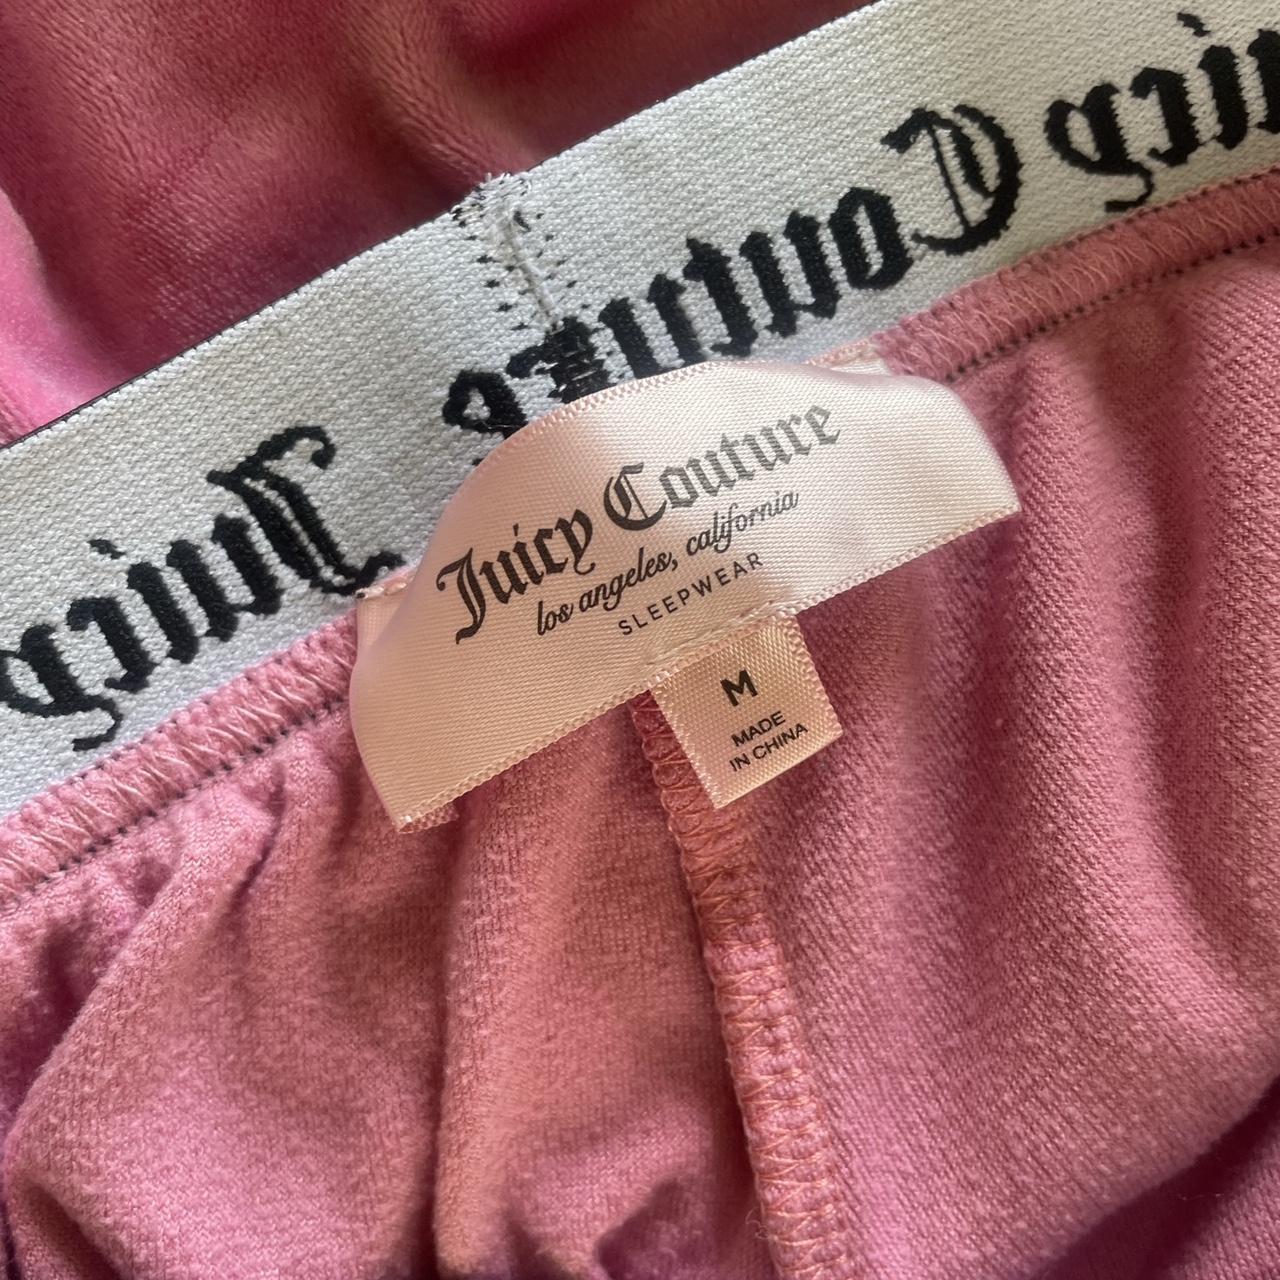 Juicy Couture
los angeles, california
SLEEPWEAR
M
MADE
IN CHINA
Juicy Couture Juicy